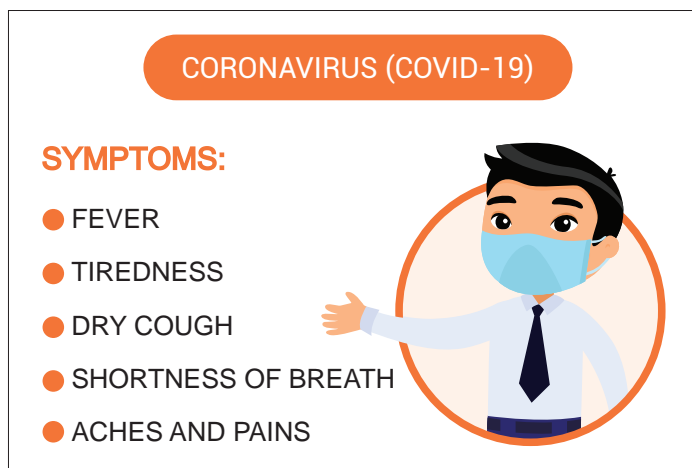 CORONAVIRUS (COVID-19)
SYMPTOMS:
FEVER
TIREDNESS
DRY COUGH
SHORTNESS OF BREATH
ACHES AND PAINS